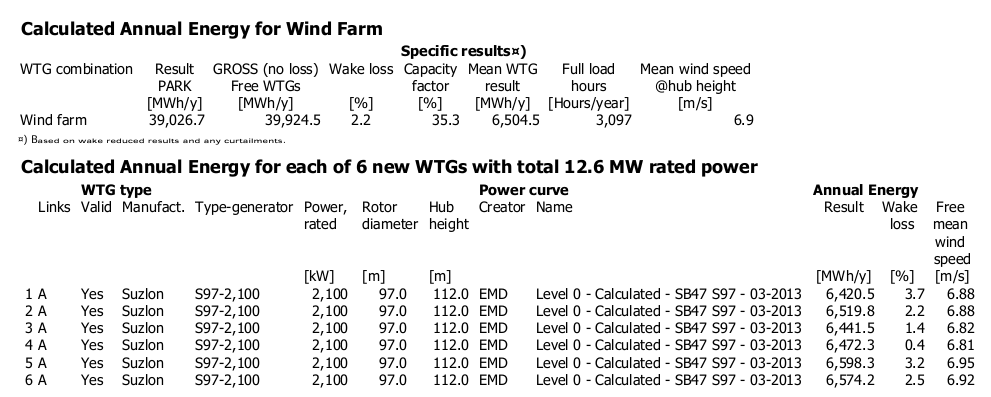 Calculated Annual Energy for Wind Farm
Specific results¤)
WTG combination Result GROSS (no loss) Wake loss Capacity Mean WTG Full load Mean wind speed
PARK Free WTGs factor result hours @hub height
[MWh/y] [MWh/y] [%] [%] [MWh/y] [Hours/year] [m/s]
Wind farm 39,026.7 39,924.5 2.2 35.3 6,504.5 3,097 6.9
¤) Based on wake reduced results and any curtailments.
Calculated Annual Energy for each of 6 new WTGs with total 12.6 MW rated power
WTG type Power curve Annual Energy
Links Valid Manufact. Type-generator Power, Rotor Hub Creator Name Result Wake Free
rated diameter height loss mean
wind
speed
[kW] [m] [m] [MWh/y] [%] [m/s]
1 A Yes Suzlon S97-2,100 2,100 97.0 112.0 EMD Level 0 - Calculated - SB47 S97 - 03-2013 6,420.5 3.7 6.88
2 A Yes Suzlon S97-2,100 2,100 97.0 112.0 EMD Level 0 - Calculated - SB47 S97 - 03-2013 6,519.8 2.2 6.88
3 A Yes Suzlon S97-2,100 2,100 97.0 112.0 EMD Level 0 - Calculated - SB47 S97 - 03-2013 6,441.5 1.4 6.82
4 A Yes Suzlon S97-2,100 2,100 97.0 112.0 EMD Level 0 - Calculated - SB47 S97 - 03-2013 6,472.3 0.4 6.81
5 A Yes Suzlon S97-2,100 2,100 97.0 112.0 EMD Level 0 - Calculated - SB47 S97 - 03-2013 6,598.3 3.2 6.95
6 A Yes Suzlon S97-2,100 2,100 97.0 112.0 EMD Level 0 - Calculated - SB47 S97 - 03-2013 6,574.2 2.5 6.92